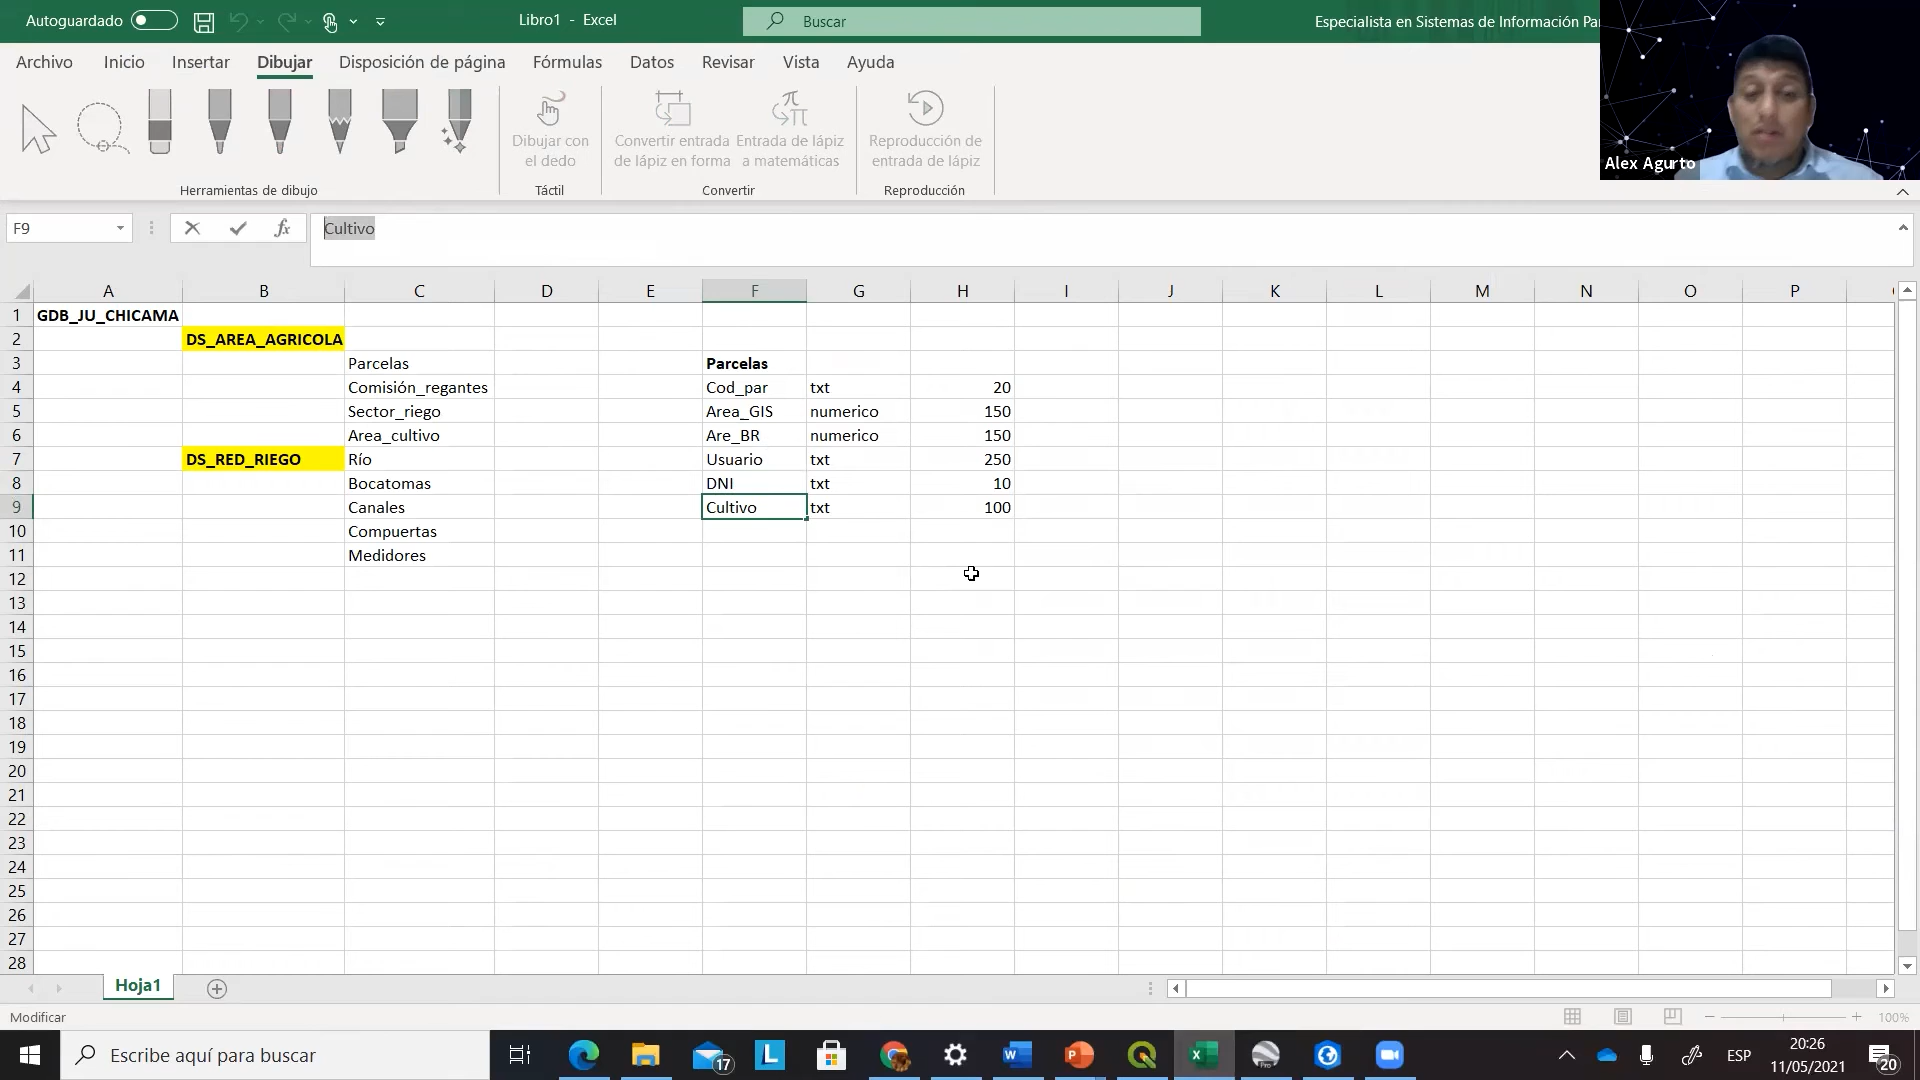 Autoguardado
Libro1 - Excel
Buscar
Especialista en Sistemas de Información Par
Archivo Inicio Insertar Dibujar Disposición de página Fórmulas Datos Revisar Vista Ayuda
Dibujar con
el dedo
Convertir entrada
de lápiz en forma
Entrada de lápiz
a matemáticas
Reproducción de
entrada de lápiz
Herramientas de dibujo Táctil Convertir Reproducción
Alex Agurto
F9 fx Cultivo
A B C D E F G H I J K L M N O P
1 GDB_JU_CHICAMA
2 DS_AREA_AGRICOLA
3 Parcelas Parcelas
4 Comisión_regantes Cod_par txt 20
5 Sector_riego Area_GIS numerico 150
6 Area_cultivo Are_BR numerico 150
7 DS_RED_RIEGO Río Usuario txt 250
8 Bocatomas DNI txt 10
9 Canales Cultivo txt 100
10 Compuertas
11 Medidores
12
13
14
15
16
17
18
19
20
21
22
23
24
25
26
27
28
Hoja1
Modificar
100%
Escribe aquí para buscar
17
L
Pro
ESP
20:26
11/05/2021
20